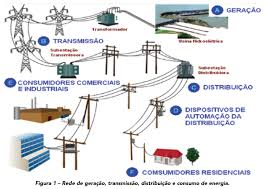 A GERAÇÃO
Transformador
Usina Hidroelétrica
B TRANSMISSÃO
Subestação
Transmissora
Subestação
Distribuidora
E CONSUMIDORES COMERCIAIS
E INDUSTRIAIS
C DISTRIBUIÇÃO
D DISPOSITIVOS DE
AUTOMAÇÃO DA
DISTRIBUIÇÃO
F CONSUMIDORES RESIDENCIAIS
Figura 1 – Rede de geração, transmissão, distribuição e consumo de energia.